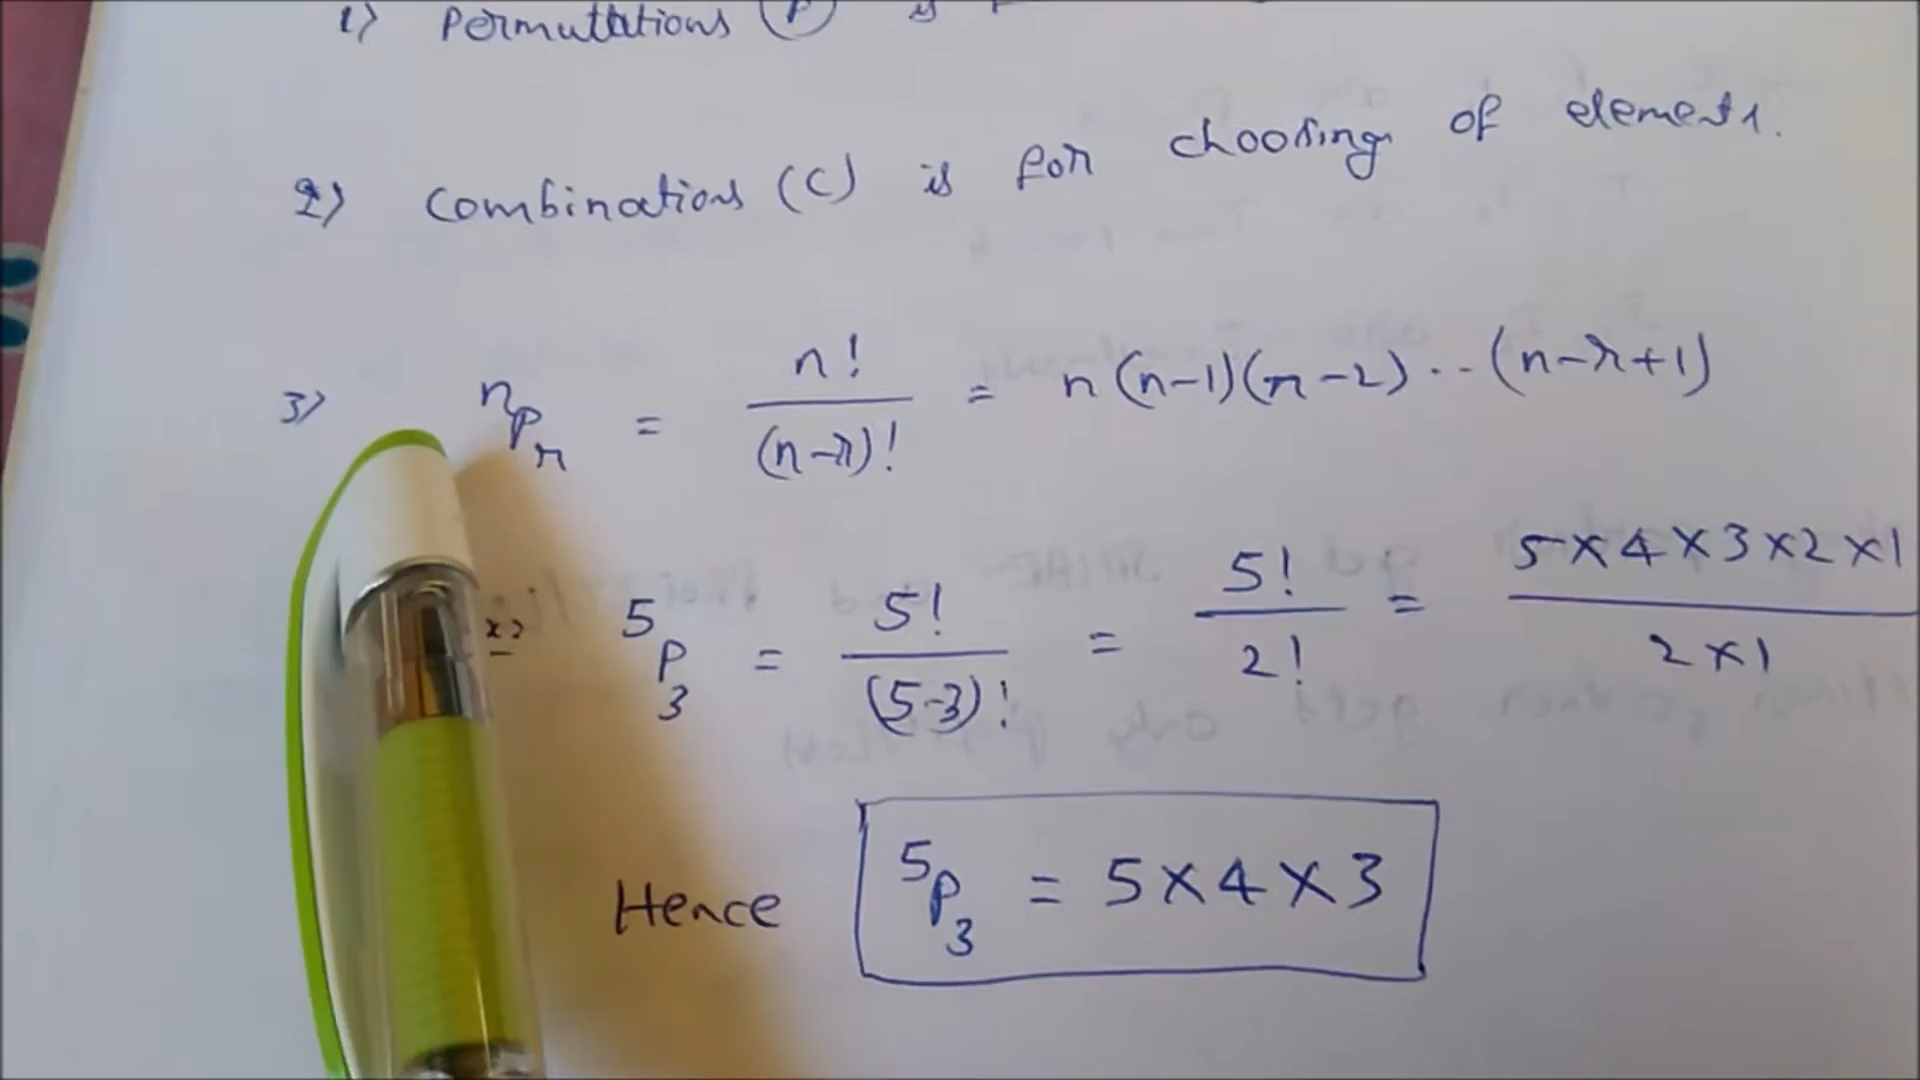 1) Permutations (P) is
2) Combinations (C) is for choosing of elements.
3) nPr = n!/(n-r)! = n(n-1)(n-2)..(n-r+1)
5P3 = 5!/(5-3)! = 5!/2! = 5×4×3×2×1/2×1
Hence 5P3 = 5×4×3